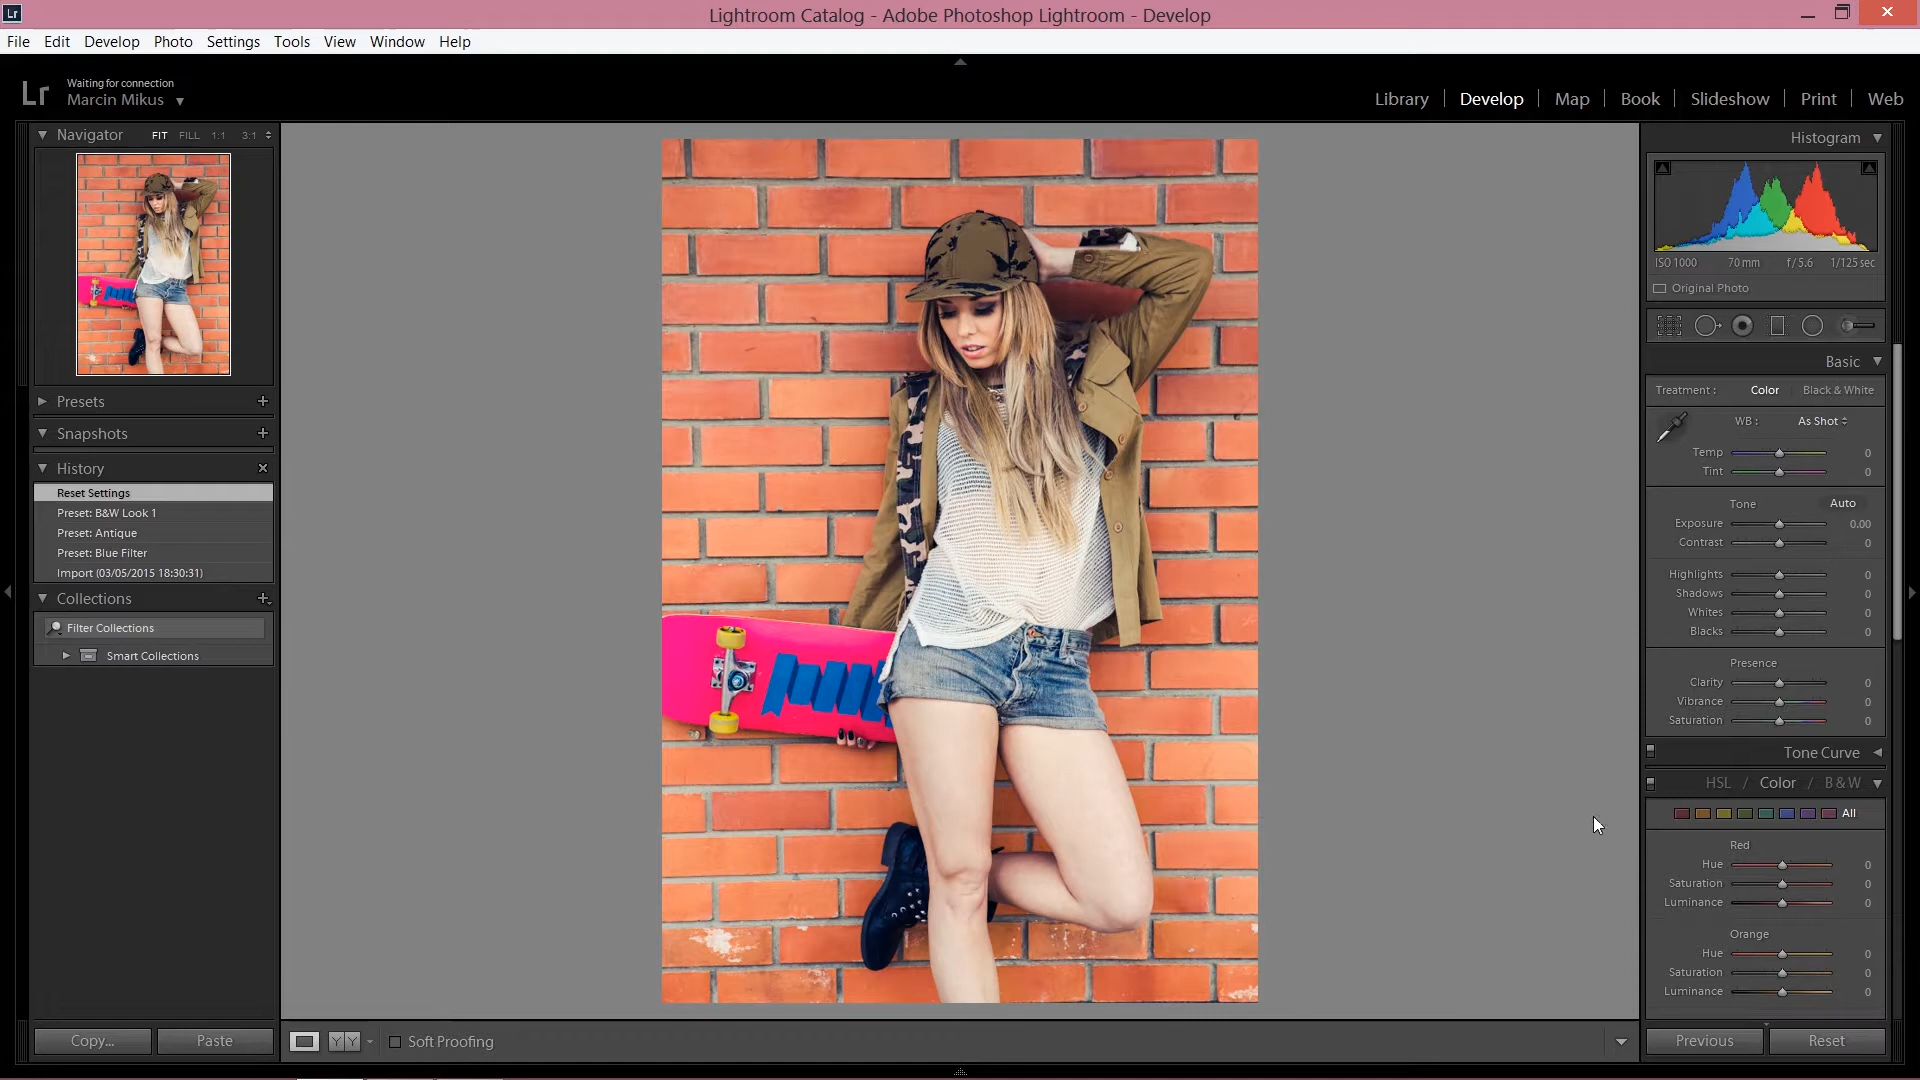 Lr
Lightroom Catalog - Adobe Photoshop Lightroom - Develop
File Edit Develop Photo Settings Tools View Window Help
Lr
Waiting for connection
Marcin Mikus
Library Develop Map Book Slideshow Print Web
Navigator FIT FILL 1:1 3:1
Presets
Snapshots
History
Reset Settings
Preset: B&W Look 1
Preset: Antique
Preset: Blue Filter
Import (03/05/2015 18:30:31)
Collections
Filter Collections
Smart Collections
Copy... Paste
Y Y
Soft Proofing
Histogram
ISO 1000 70 mm f / 5.6 1/125 sec
Original Photo
Basic
Treatment : Color Black & White
WB : As Shot
Temp 0
Tint 0
Tone Auto
Exposure 0.00
Contrast 0
Highlights 0
Shadows 0
Whites 0
Blacks 0
Presence
Clarity 0
Vibrance 0
Saturation 0
Tone Curve
HSL / Color / B & W
All
Red
Hue 0
Saturation 0
Luminance 0
Orange
Hue 0
Saturation 0
Luminance 0
Previous Reset